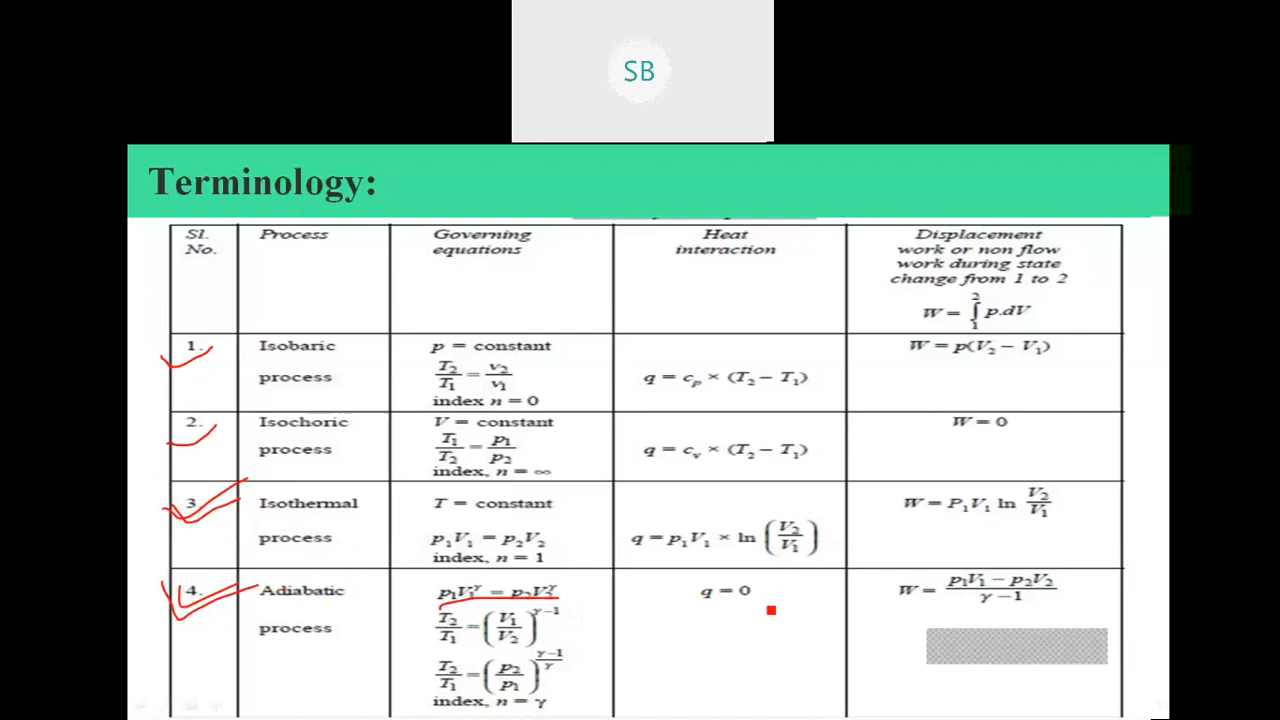 SB
Terminology:
Sl. No. Process Governing equations Heat interaction Displacement work or non flow work during state change from 1 to 2
W = ∫₁² p.dV
1. Isobaric process p = constant
T₂/T₁ = v₂/v₁
index n = 0
q = cₚ × (T₂ − T₁)
W = p(V₂ − V₁)
2. Isochoric process V = constant
T₁/T₂ = p₁/p₂
index, n = ∞
q = cᵥ × (T₂ − T₁)
W = 0
3. Isothermal process T = constant
p₁V₁ = p₂V₂
index, n = 1
q = p₁V₁ × ln (V₂/V₁)
W = P₁V₁ ln V₂/V₁
4. Adiabatic process p₁V₁^γ = p₂V₂^γ
T₂/T₁ = (V₁/V₂)^(γ−1)
T₂/T₁ = (p₂/p₁)^((γ−1)/γ)
index, n = γ
q = 0
W = (p₁V₁ − p₂V₂)/(γ − 1)